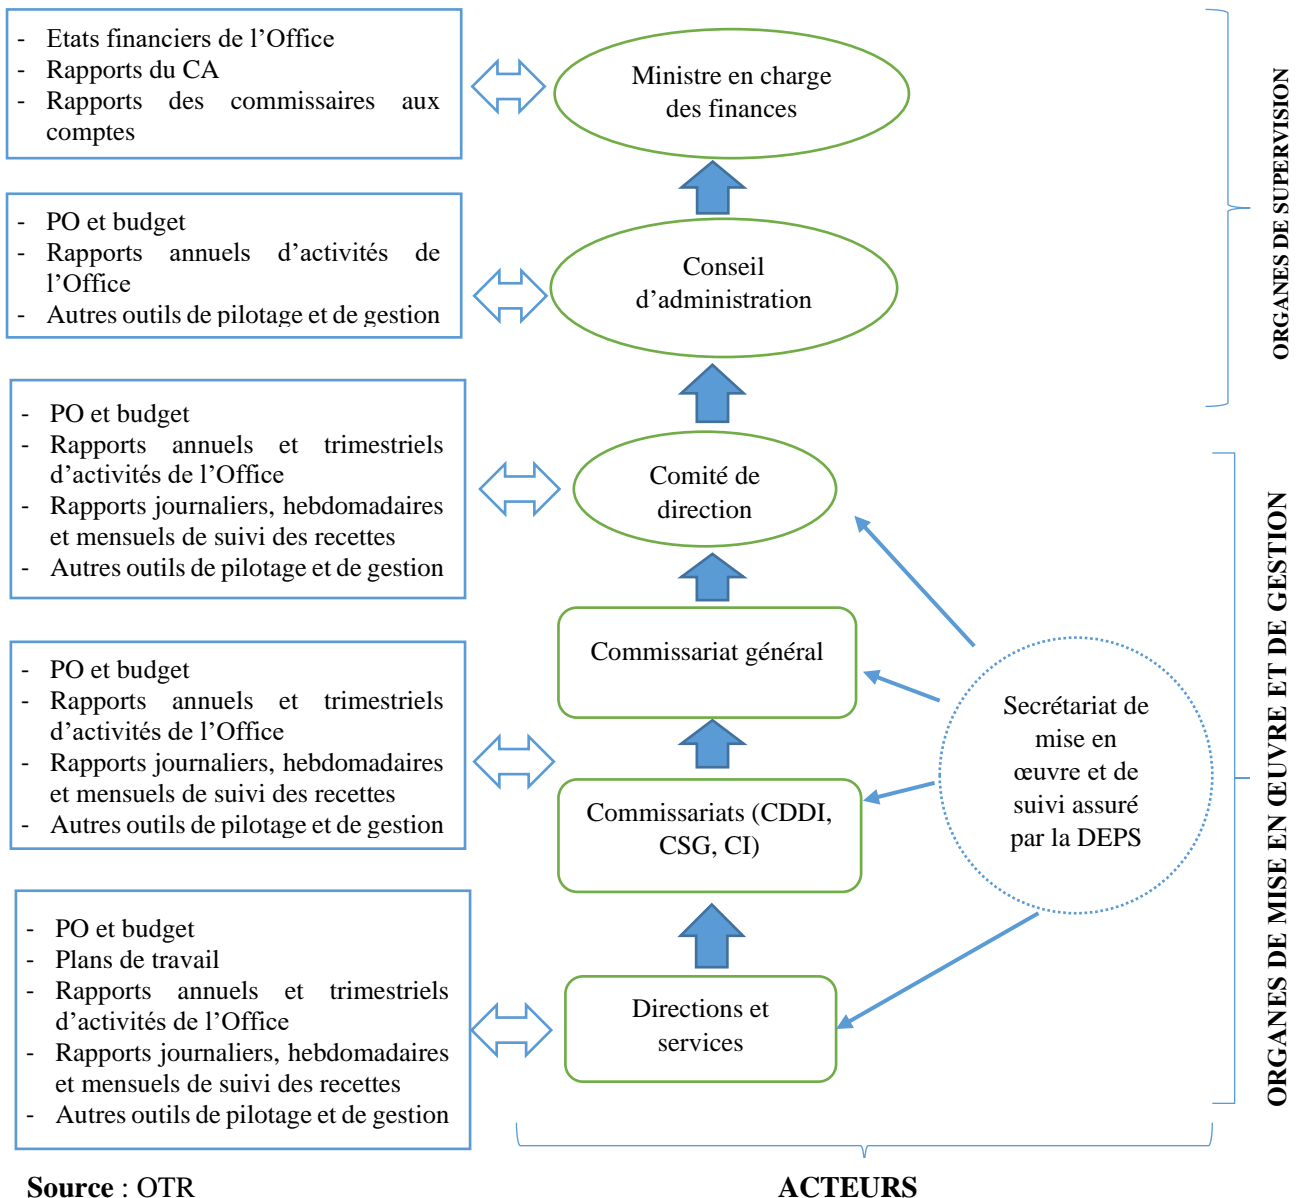 - Etats financiers de l’Office
- Rapports du CA
- Rapports des commissaires aux
comptes
Ministre en charge
des finances
- PO et budget
- Rapports annuels d’activités de
l’Office
- Autres outils de pilotage et de gestion
Conseil
d’administration
ORGANES DE SUPERVISION
- PO et budget
- Rapports annuels et trimestriels
d’activités de l’Office
- Rapports journaliers, hebdomadaires
et mensuels de suivi des recettes
- Autres outils de pilotage et de gestion
Comité de
direction
- PO et budget
- Rapports annuels et trimestriels
d’activités de l’Office
- Rapports journaliers, hebdomadaires
et mensuels de suivi des recettes
- Autres outils de pilotage et de gestion
Commissariat général
Commissariats (CDDI,
CSG, CI)
Secrétariat de
mise en
œuvre et de
suivi assuré
par la DEPS
- PO et budget
- Plans de travail
- Rapports annuels et trimestriels
d’activités de l’Office
- Rapports journaliers, hebdomadaires
et mensuels de suivi des recettes
- Autres outils de pilotage et de gestion
Directions et
services
ORGANES DE MISE EN ŒUVRE ET DE GESTION
Source : OTR
ACTEURS